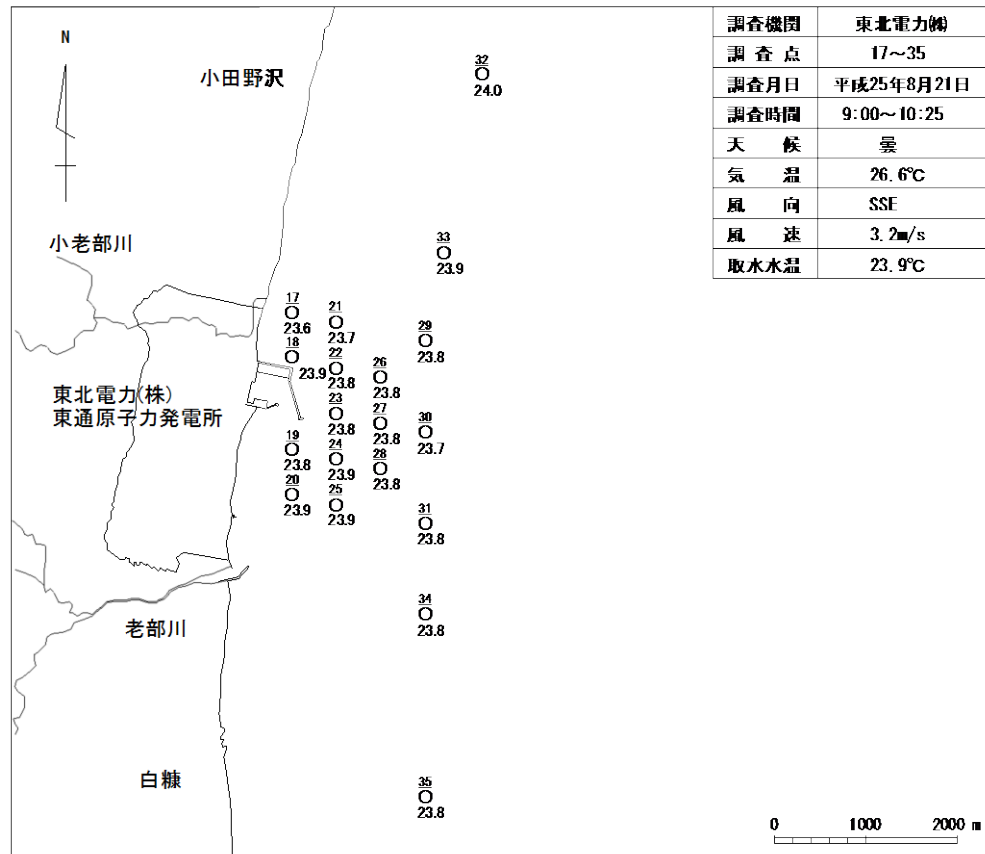 N
小田野沢
小老部川
東北電力(株)
東通原子力発電所
老部川
白糠
32
24.0
33
23.9
17
23.6
21
23.7
29
23.8
18
23.9
22
23.8
26
23.8
23
23.8
27
23.8
30
23.7
19
23.8
24
23.9
28
23.8
20
23.9
25
23.9
31
23.8
34
23.8
35
23.8
調査機関 東北電力㈱
調査点 17～35
調査月日 平成25年8月21日
調査時間 9:00～10:25
天候 曇
気温 26.6℃
風向 SSE
風速 3.2m/s
取水水温 23.9℃
0 1000 2000 m